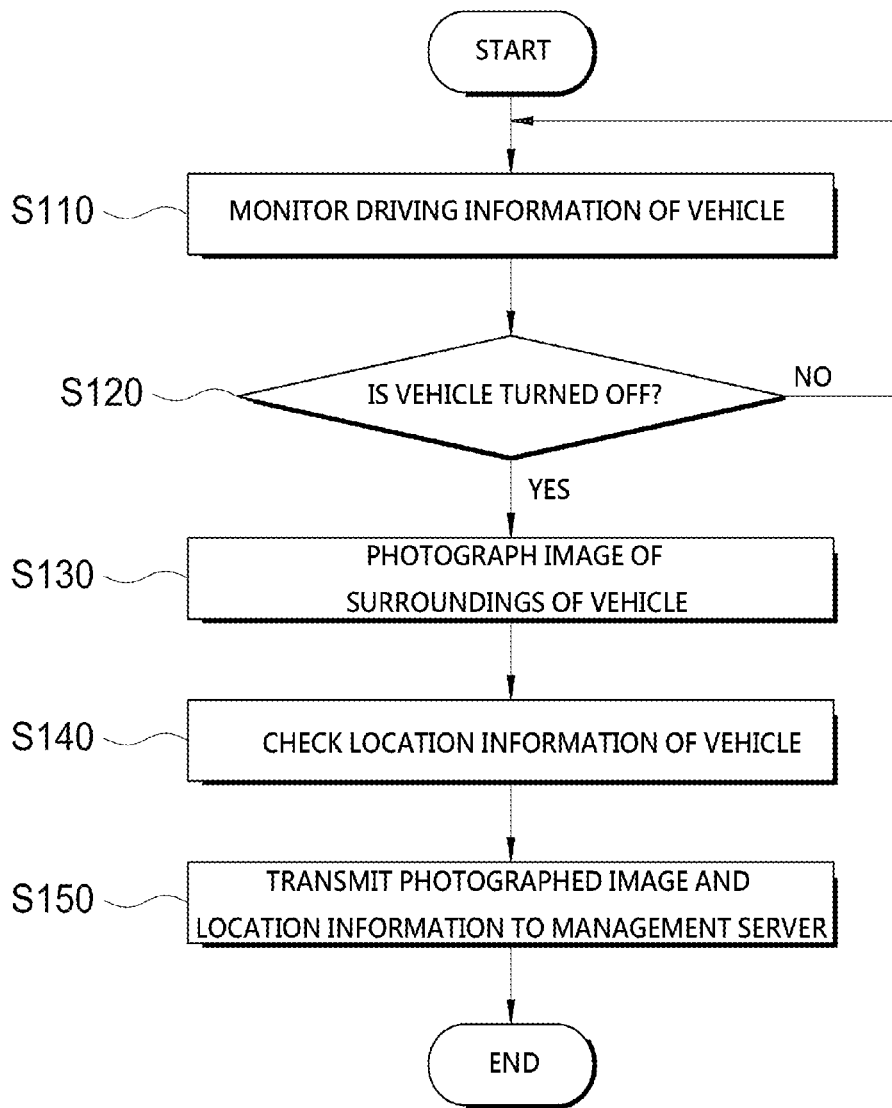 START
S110
MONITOR DRIVING INFORMATION OF VEHICLE
S120
IS VEHICLE TURNED OFF?
NO
YES
S130
PHOTOGRAPH IMAGE OF
SURROUNDINGS OF VEHICLE
S140
CHECK LOCATION INFORMATION OF VEHICLE
S150
TRANSMIT PHOTOGRAPHED IMAGE AND
LOCATION INFORMATION TO MANAGEMENT SERVER
END